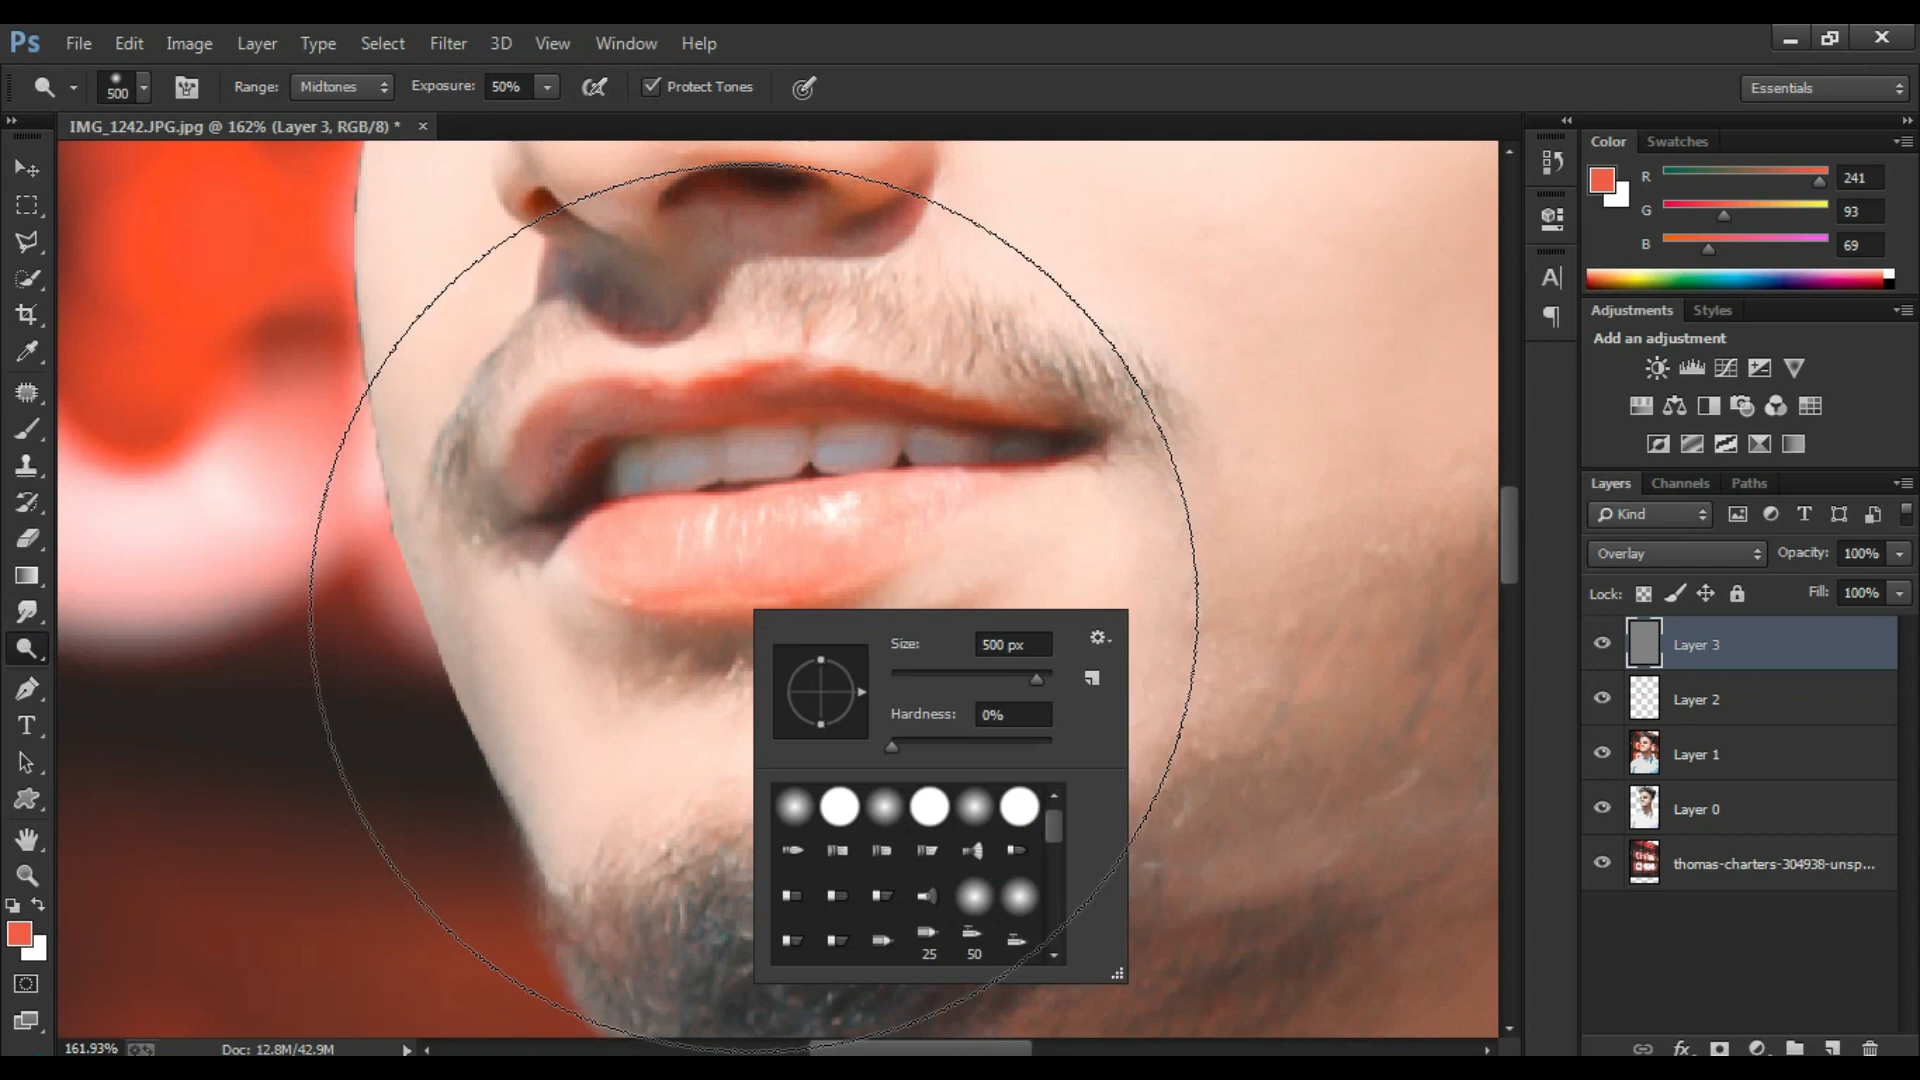 Ps File Edit Image Layer Type Select Filter 3D View Window Help
500 Range: Midtones Exposure: 50% Protect Tones Essentials
IMG_1242.JPG.jpg @ 162% (Layer 3, RGB/8) * ×
Color Swatches
R 241
G 93
B 69
Adjustments Styles
Add an adjustment
Layers Channels Paths
Kind
Overlay Opacity: 100%
Lock: Fill: 100%
Layer 3
Layer 2
Layer 1
Layer 0
thomas-charters-304938-unsp...
Size: 500 px
Hardness: 0%
25 50
161.93% Doc: 12.8M/42.9M